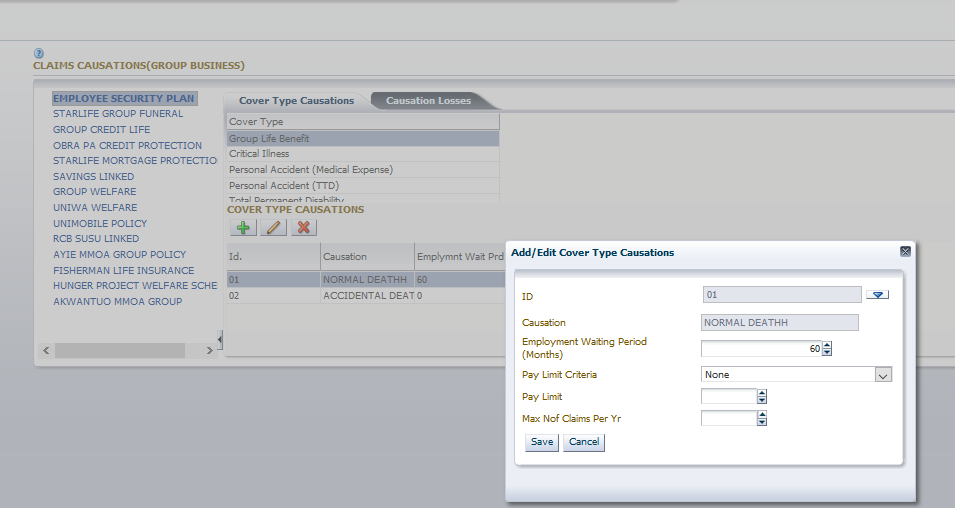 CLAIMS CAUSATIONS(GROUP BUSINESS)
EMPLOYEE SECURITY PLAN
STARLIFE GROUP FUNERAL
GROUP CREDIT LIFE
OBRA PA CREDIT PROTECTION
STARLIFE MORTGAGE PROTECTIO
SAVINGS LINKED
GROUP WELFARE
UNIWA WELFARE
UNIMOBILE POLICY
RCB SUSU LINKED
AYIE MMOA GROUP POLICY
FISHERMAN LIFE INSURANCE
HUNGER PROJECT WELFARE SCHE
AKWANTUO MMOA GROUP
Cover Type Causations Causation Losses
Cover Type
Group Life Benefit
Critical Illness
Personal Accident (Medical Expense)
Personal Accident (TTD)
Total Permanent Disability
COVER TYPE CAUSATIONS
Id. Causation Emplymnt Wait Prd
01 NORMAL DEATHH 60
02 ACCIDENTAL DEAT 0
Add/Edit Cover Type Causations
ID 01
Causation NORMAL DEATHH
Employment Waiting Period
(Months) 60
Pay Limit Criteria None
Pay Limit
Max Nof Claims Per Yr
Save Cancel